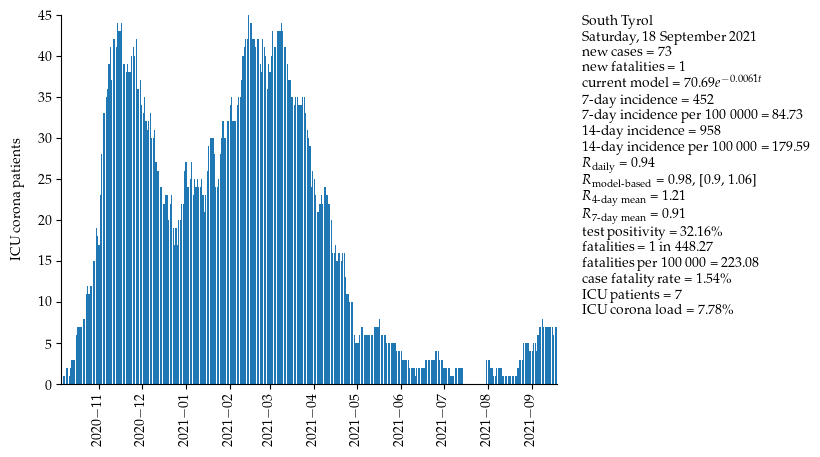 45
40
35
30
25
20
15
10
5
0
ICU corona patients
2020−11
2020−12
2021−01
2021−02
2021−03
2021−04
2021−05
2021−06
2021−07
2021−08
2021−09
South Tyrol
Saturday, 18 September 2021
new cases = 73
new fatalities = 1
current model = 70.69e^−0.0061t
7-day incidence = 452
7-day incidence per 100 0000 = 84.73
14-day incidence = 958
14-day incidence per 100 000 = 179.59
R_daily = 0.94
R_model-based = 0.98, [0.9, 1.06]
R_4-day mean = 1.21
R_7-day mean = 0.91
test positivity = 32.16%
fatalities = 1 in 448.27
fatalities per 100 000 = 223.08
case fatality rate = 1.54%
ICU patients = 7
ICU corona load = 7.78%